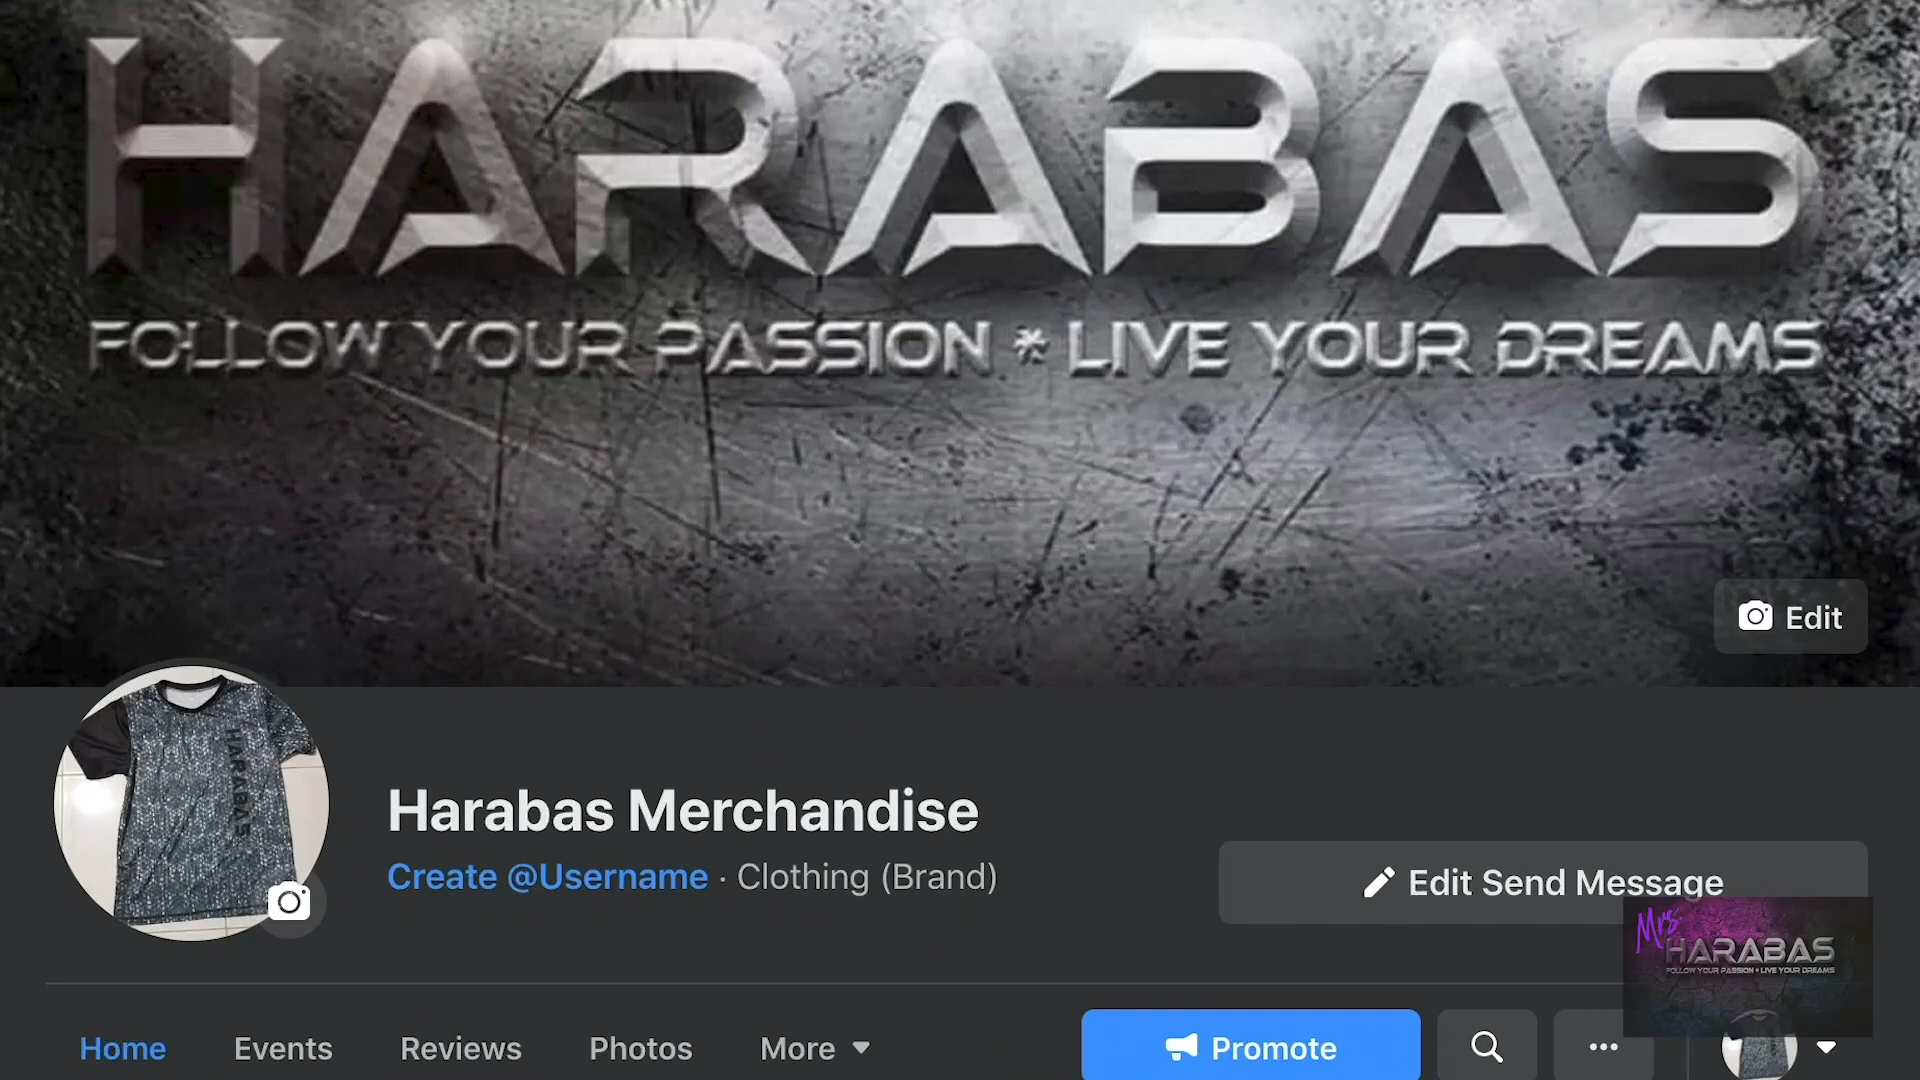 HARABAS
FOLLOW YOUR PASSION * LIVE YOUR DREAMS
Edit
HARABAS
Harabas Merchandise
Create @Username · Clothing (Brand)
Edit Send Message
Mrs.
HARABAS
FOLLOW YOUR PASSION * LIVE YOUR DREAMS
Home Events Reviews Photos More Promote